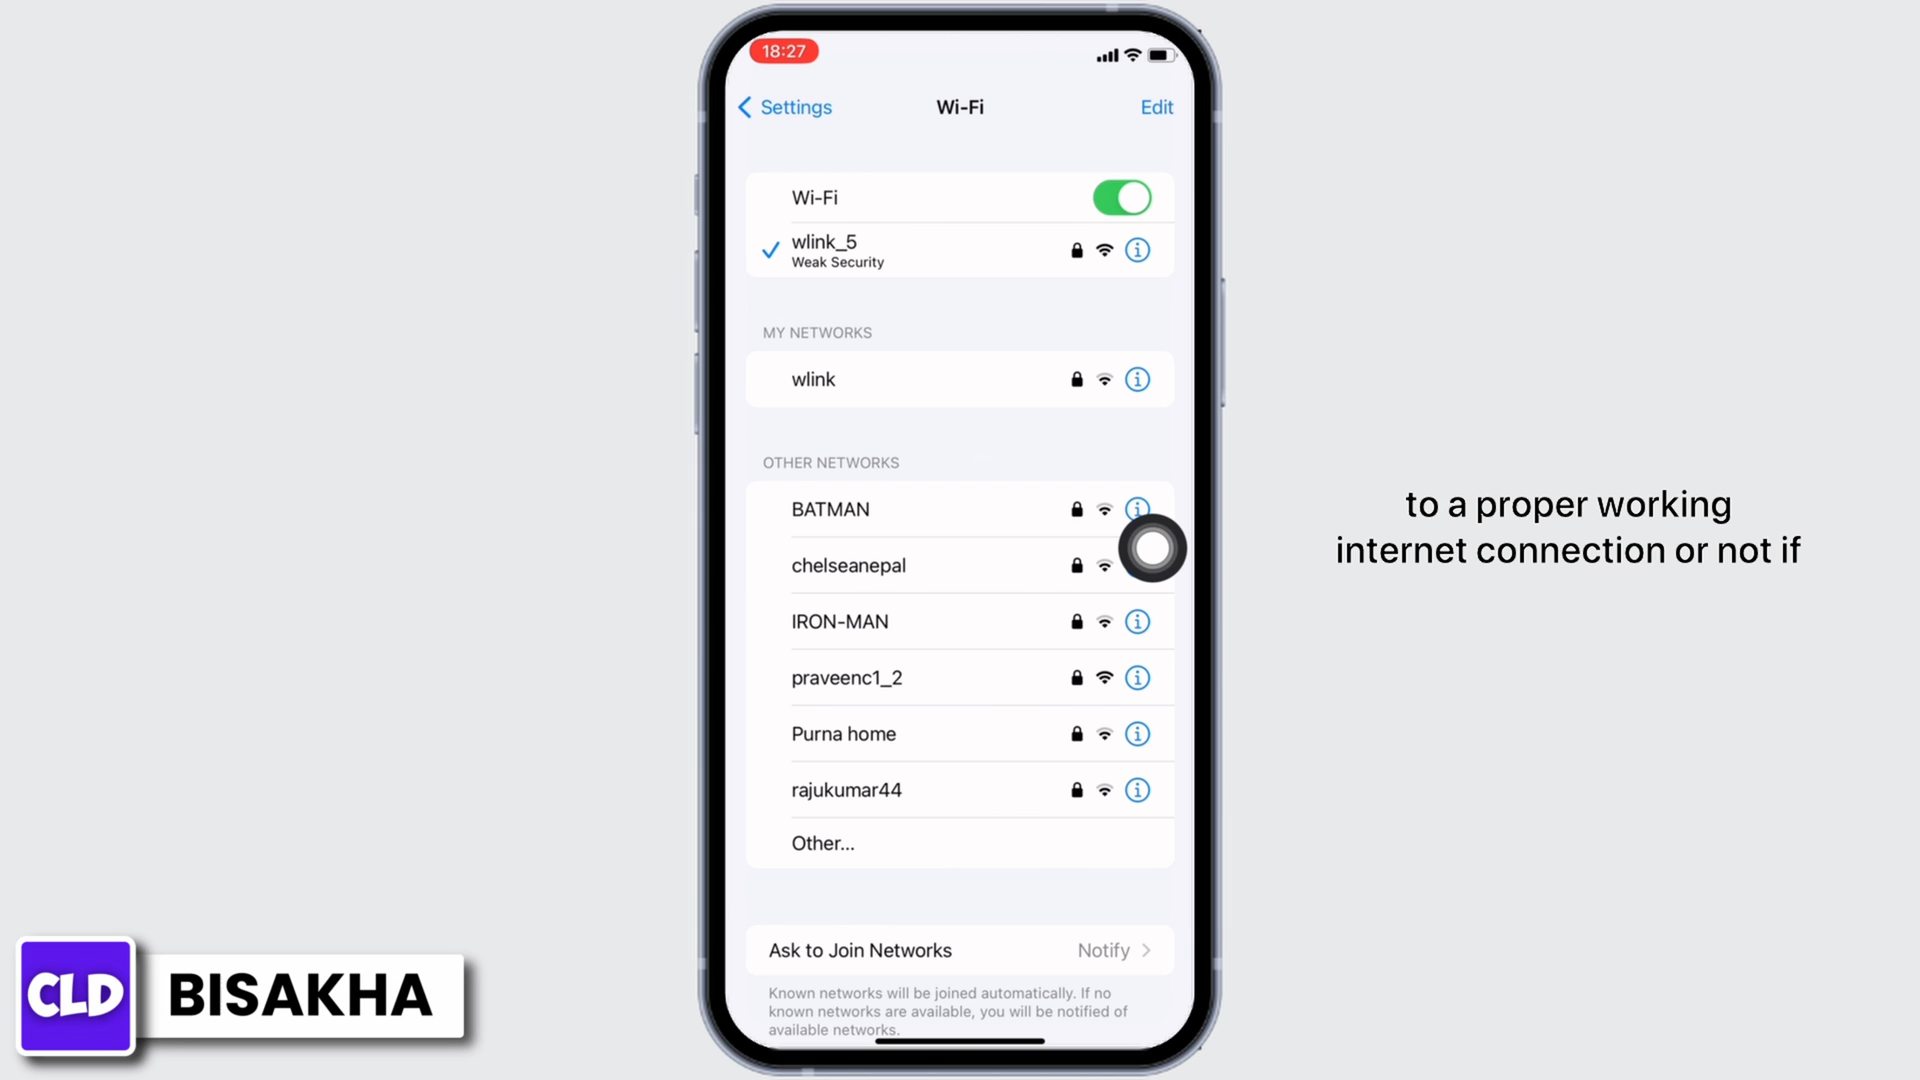 18:27
Settings
Wi-Fi
Edit
Wi-Fi
wlink_5
Weak Security
MY NETWORKS
wlink
OTHER NETWORKS
BATMAN
chelseanepal
IRON-MAN
praveenc1_2
Purna home
rajukumar44
Other...
Ask to Join Networks
Notify
Known networks will be joined automatically. If no
known networks are available, you will be notified of
available networks.
to a proper working
internet connection or not if
CLD
BISAKHA